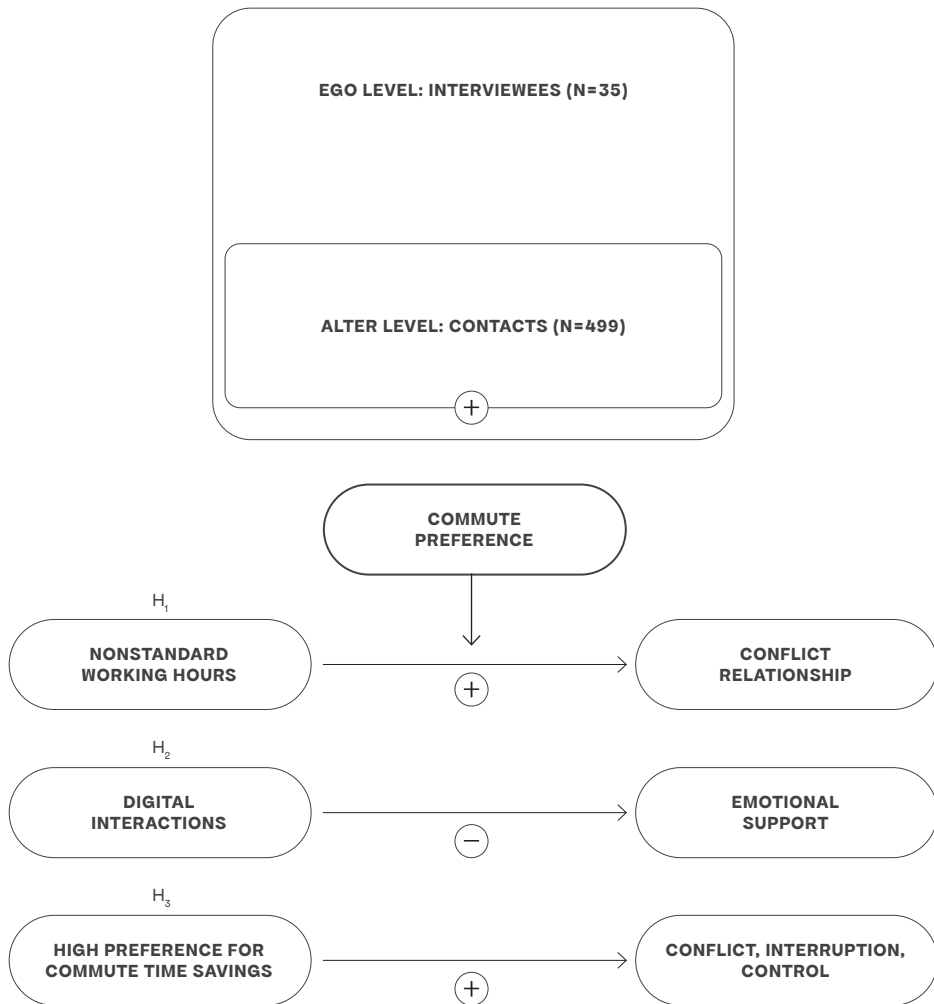 EGO LEVEL: INTERVIEWEES (N=35)
ALTER LEVEL: CONTACTS (N=499)
+
COMMUTE
PREFERENCE
H₁
NONSTANDARD
WORKING HOURS
+
CONFLICT
RELATIONSHIP
H₂
DIGITAL
INTERACTIONS
−
EMOTIONAL
SUPPORT
H₃
HIGH PREFERENCE FOR
COMMUTE TIME SAVINGS
+
CONFLICT, INTERRUPTION,
CONTROL